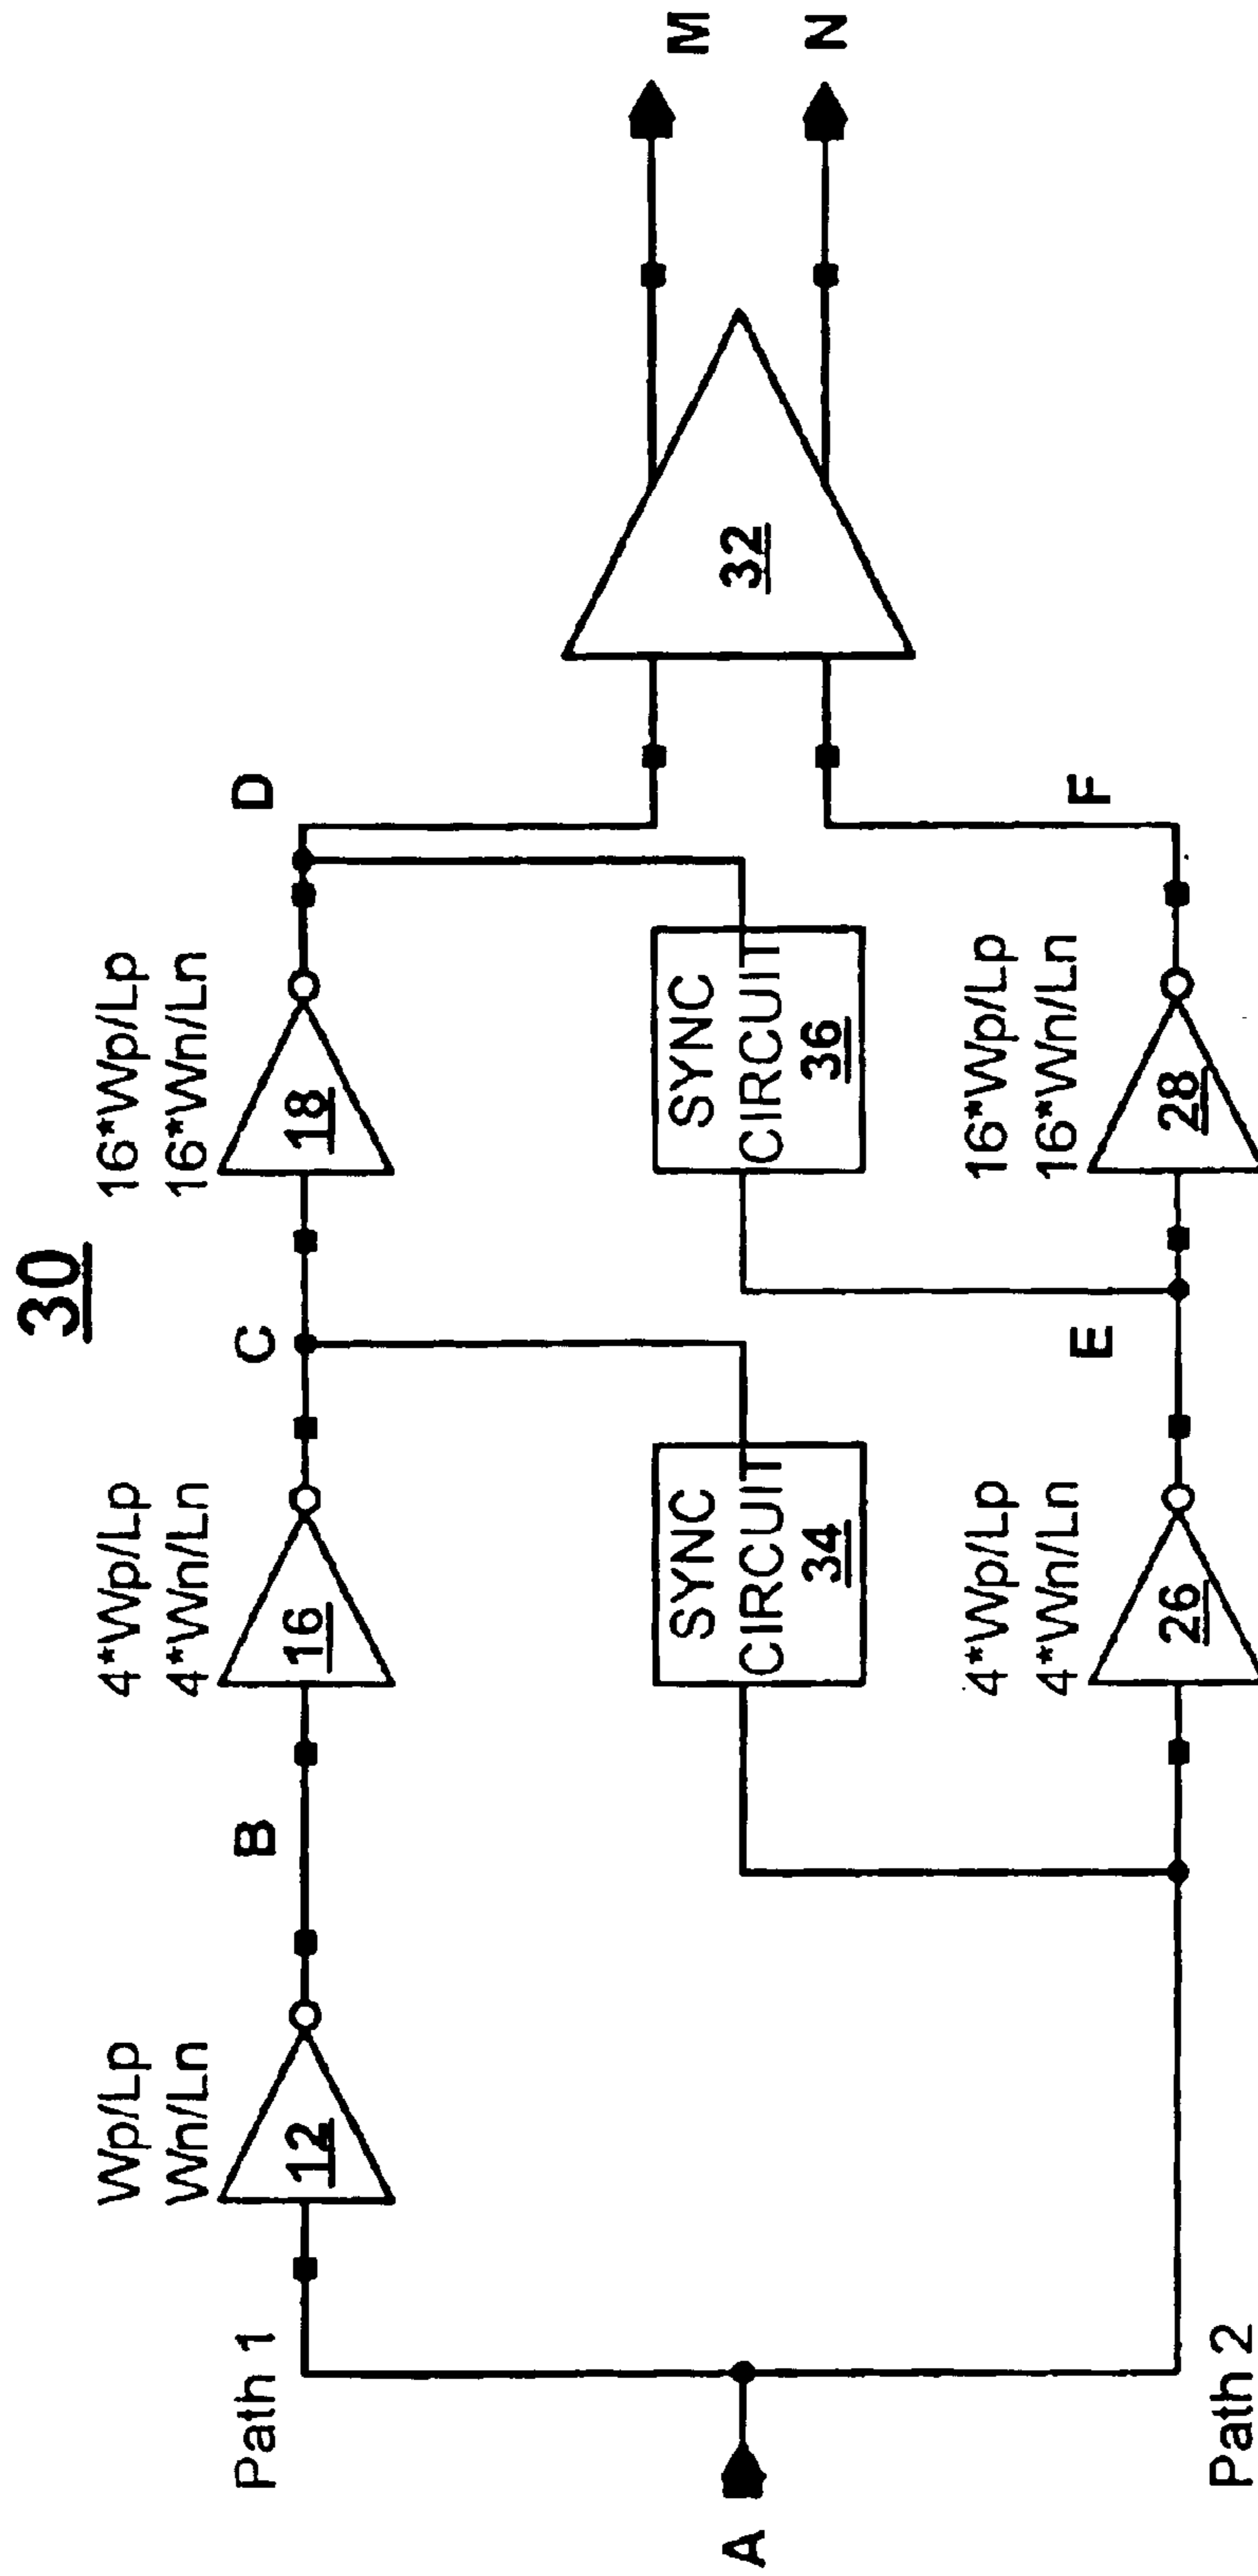 30
Path 1
Wp/Lp
Wn/Ln
12
B
4*Wp/Lp
4*Wn/Ln
16
C
16*Wp/Lp
16*Wn/Ln
18
D
A
SYNC
CIRCUIT
34
SYNC
CIRCUIT
36
32
M
N
Path 2
4*Wp/Lp
4*Wn/Ln
26
E
16*Wp/Lp
16*Wn/Ln
28
F